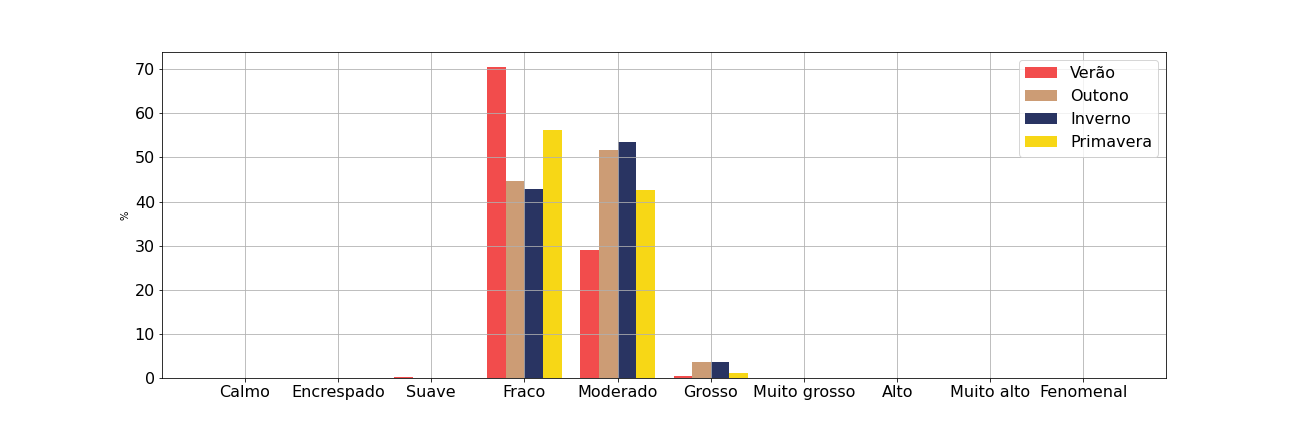 70
60
50
40
30
20
10
0
%
Calmo Encrespado Suave Fraco Moderado Grosso Muito grosso Alto Muito alto Fenomenal
Verão
Outono
Inverno
Primavera